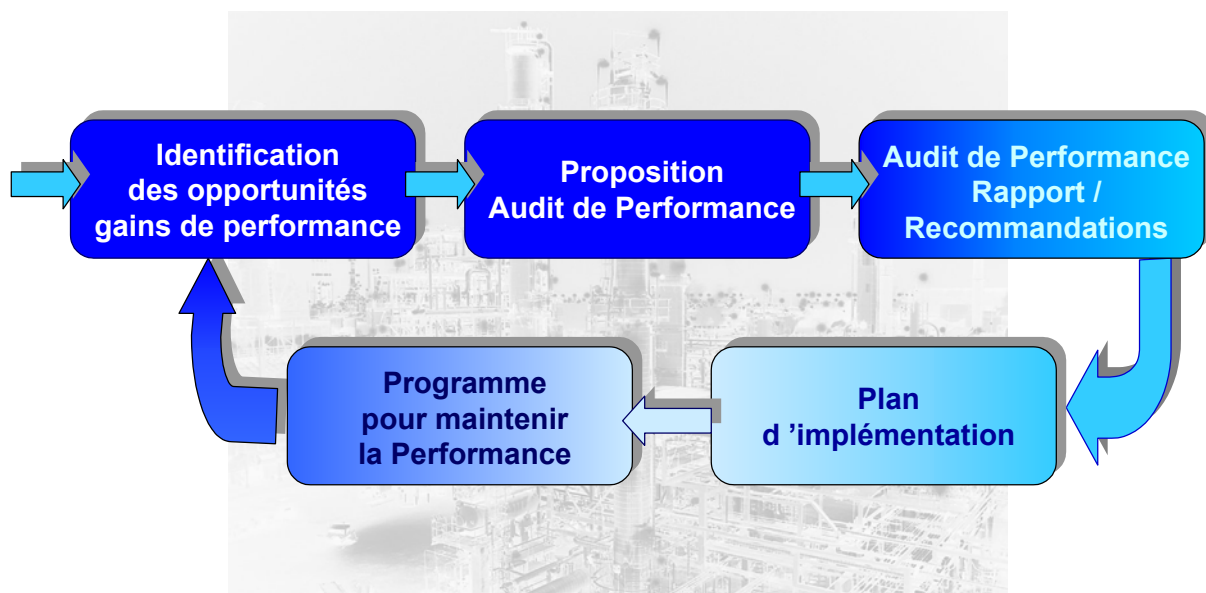 Identification
des opportunités
gains de performance
Proposition
Audit de Performance
Audit de Performance
Rapport /
Recommandations
Programme
pour maintenir
la Performance
Plan
d ’implémentation